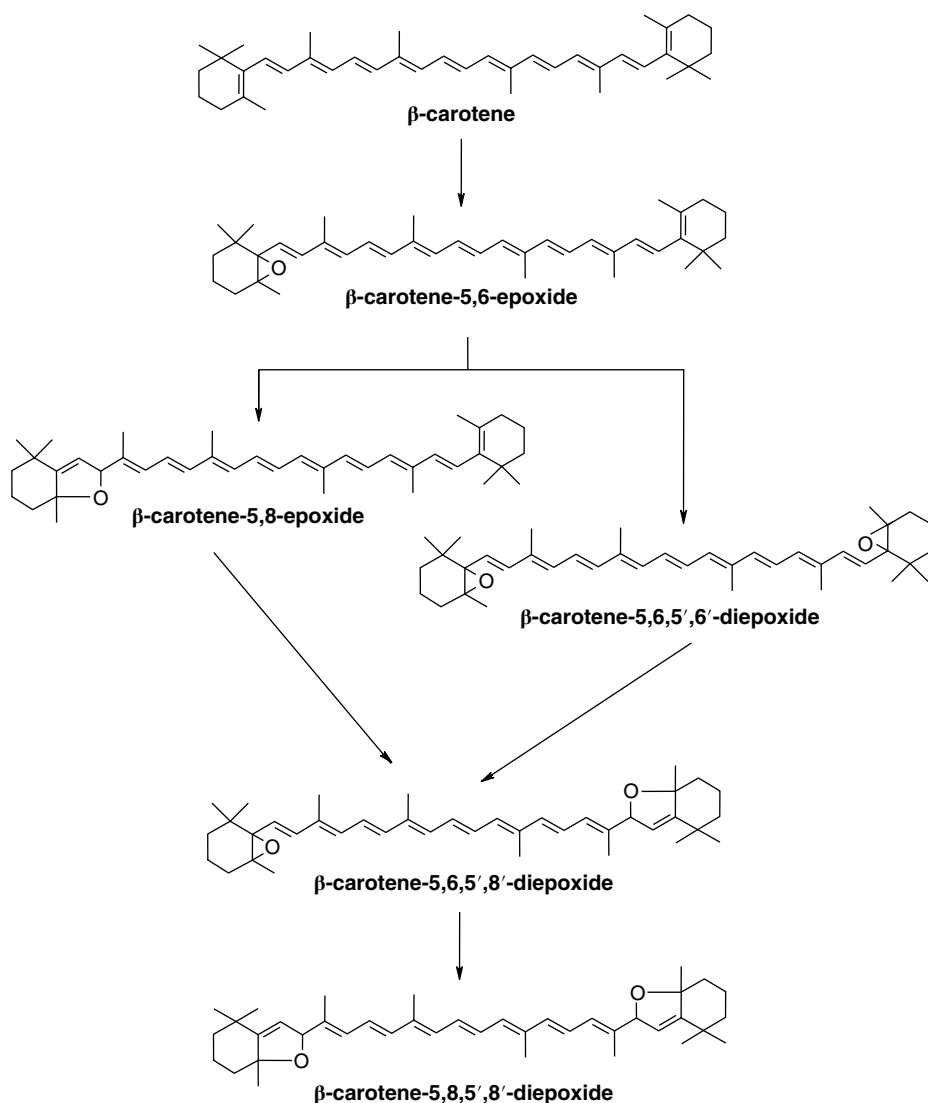 β-carotene
O
β-carotene-5,6-epoxide
O
β-carotene-5,8-epoxide
O
O
β-carotene-5,6,5′,6′-diepoxide
O
O
β-carotene-5,6,5′,8′-diepoxide
O
O
β-carotene-5,8,5′,8′-diepoxide